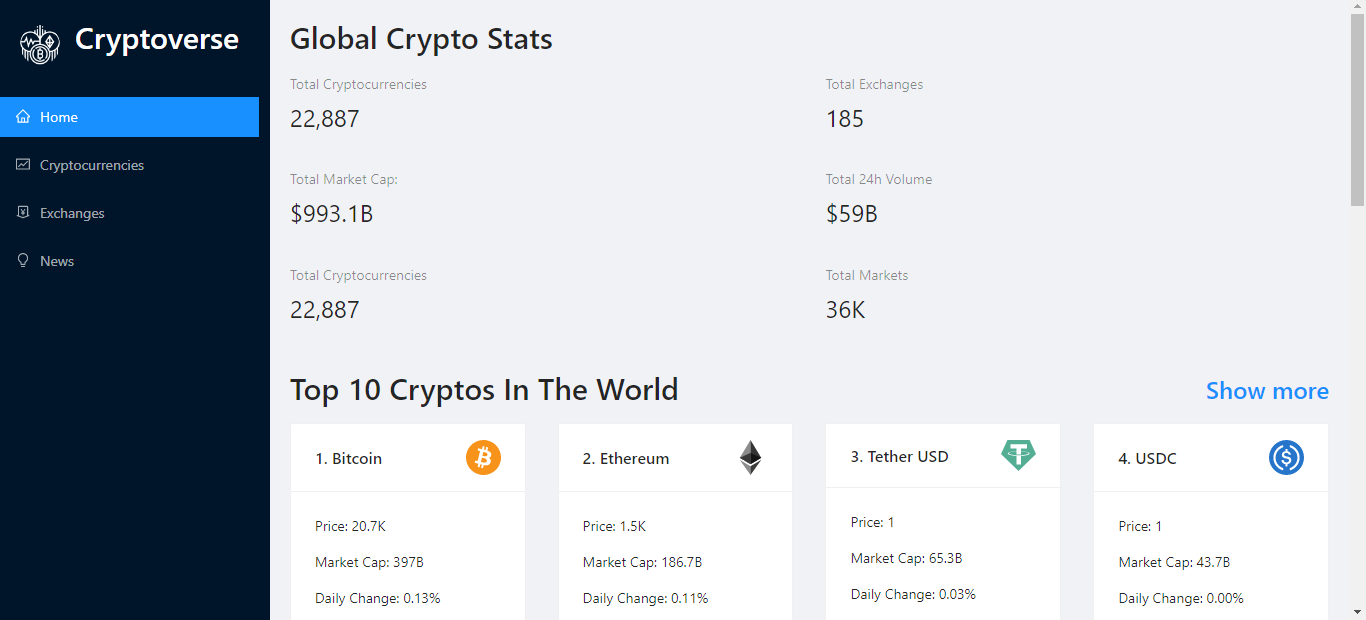 Cryptoverse
Home
Cryptocurrencies
Exchanges
News
Global Crypto Stats
Total Cryptocurrencies
22,887
Total Exchanges
185
Total Market Cap:
$993.1B
Total 24h Volume
$59B
Total Cryptocurrencies
22,887
Total Markets
36K
Top 10 Cryptos In The World
Show more
1. Bitcoin
Price: 20.7K
Market Cap: 397B
Daily Change: 0.13%
2. Ethereum
Price: 1.5K
Market Cap: 186.7B
Daily Change: 0.11%
3. Tether USD
Price: 1
Market Cap: 65.3B
Daily Change: 0.03%
4. USDC
Price: 1
Market Cap: 43.7B
Daily Change: 0.00%